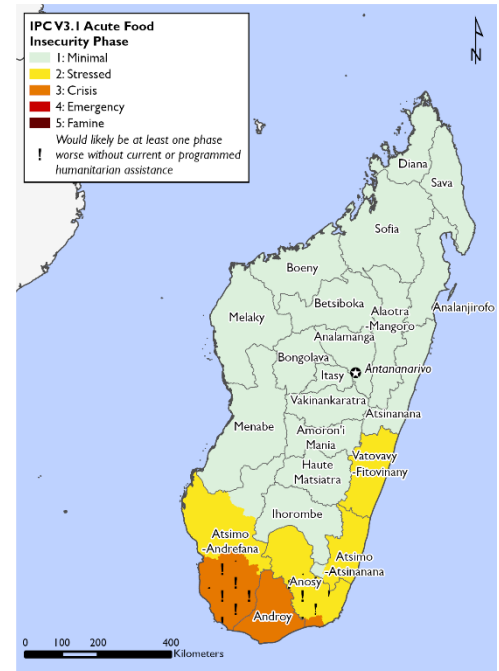 IPC V3.1 Acute Food
Insecurity Phase
1: Minimal
2: Stressed
3: Crisis
4: Emergency
5: Famine
! Would likely be at least one phase
worse without current or programmed
humanitarian assistance
N
Diana
Sava
Sofia
Boeny
Betsiboka
Analanjirofo
Melaky
Alaotra
-Mangoro
Analamanga
Bongolava
Itasy
Antananarivo
Vakinankaratra
Atsinanana
Menabe
Amoron'i
Mania
Vatovavy
-Fitovinany
Haute
Matsiatra
Ihorombe
Atsimo
-Andrefana
Atsimo
-Atsinanana
Anosy
Androy
0 100 200 400
Kilometers